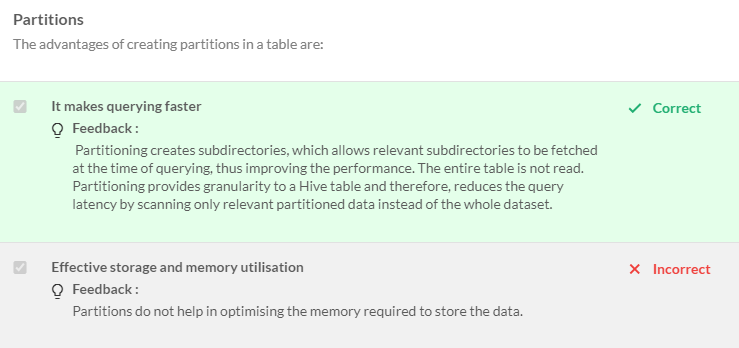 Partitions
The advantages of creating partitions in a table are:
It makes querying faster
Correct
Feedback :
Partitioning creates subdirectories, which allows relevant subdirectories to be fetched
at the time of querying, thus improving the performance. The entire table is not read.
Partitioning provides granularity to a Hive table and therefore, reduces the query
latency by scanning only relevant partitioned data instead of the whole dataset.
Effective storage and memory utilisation
Incorrect
Feedback :
Partitions do not help in optimising the memory required to store the data.